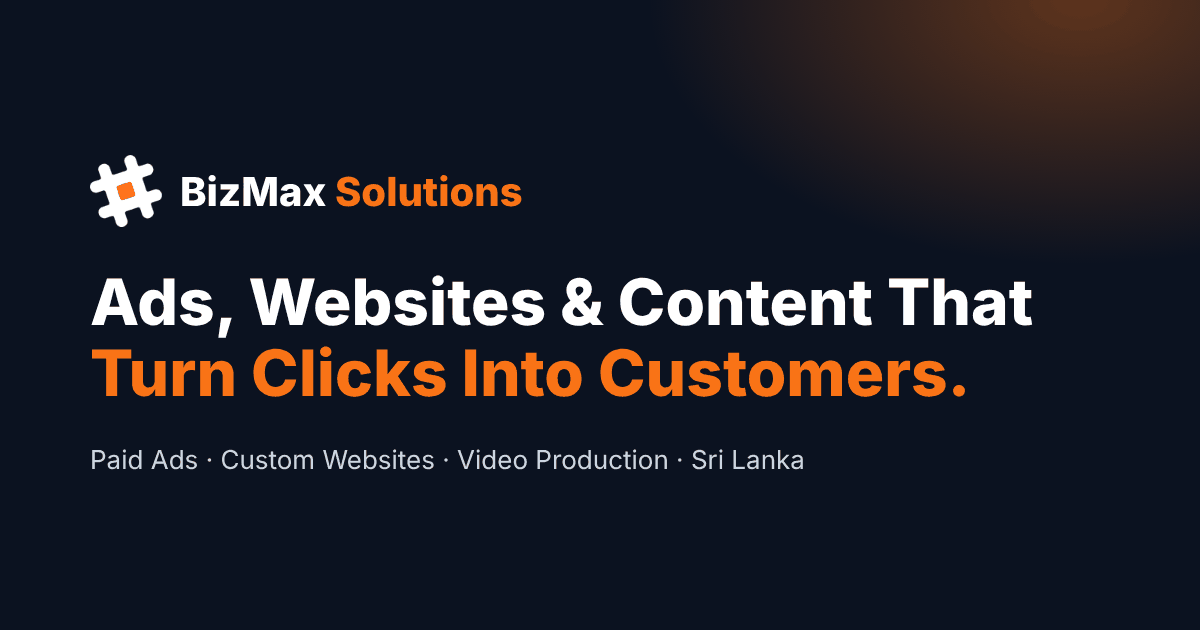 BizMax Solutions
Ads, Websites & Content That
Turn Clicks Into Customers.
Paid Ads · Custom Websites · Video Production · Sri Lanka